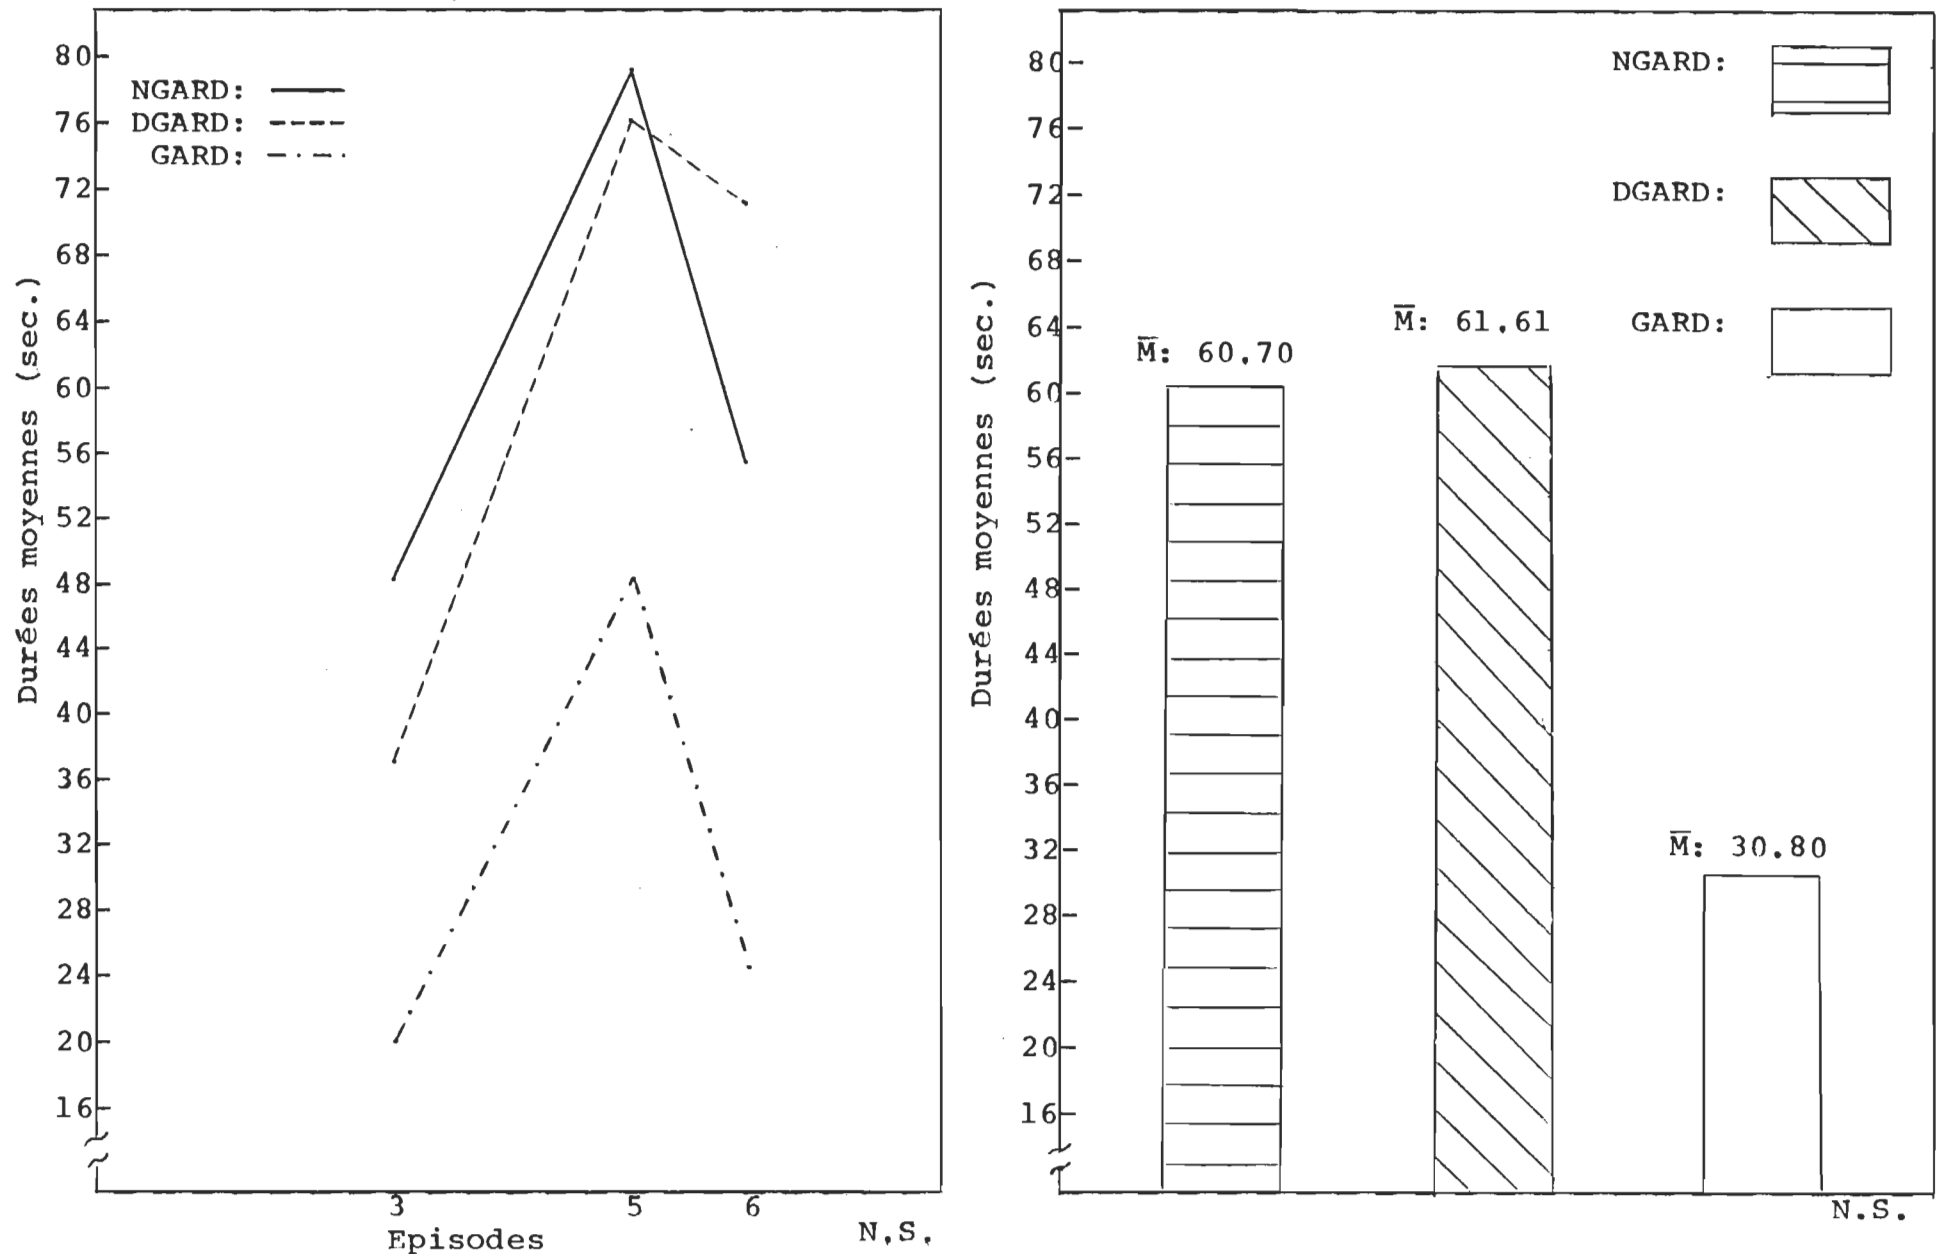 Durées moyennes (sec.)
80
76
72
68
64
60
56
52
48
44
40
36
32
28
24
20
16
NGARD:
DGARD:
GARD:
3 5 6
Episodes
N.S.
Durées moyennes (sec.)
80
76
72
68
64
60
56
52
48
44
40
36
32
28
24
20
16
NGARD:
DGARD:
GARD:
M̅: 60.70
M̅: 61.61
M̅: 30.80
N.S.